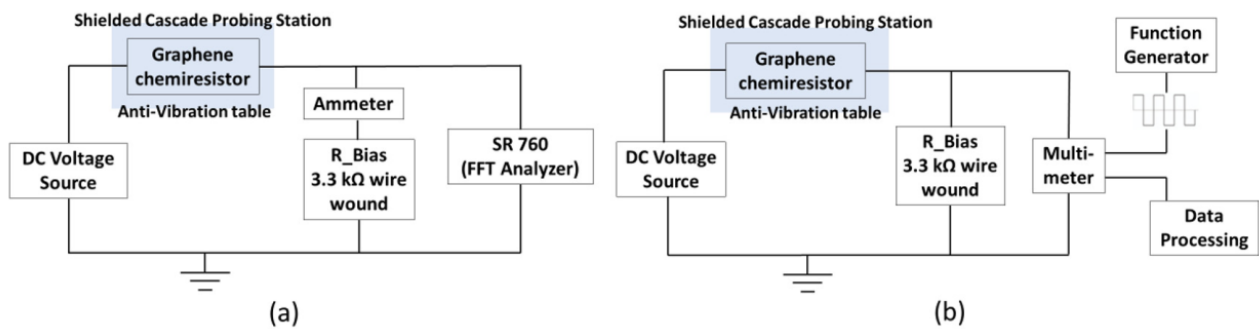 Shielded Cascade Probing Station
Graphene
chemiresistor
Anti-Vibration table
Ammeter
DC Voltage
Source
R_Bias
3.3 kΩ wire
wound
SR 760
(FFT Analyzer)
(a)
Shielded Cascade Probing Station
Graphene
chemiresistor
Anti-Vibration table
Function
Generator
DC Voltage
Source
R_Bias
3.3 kΩ wire
wound
Multi-
meter
Data
Processing
(b)